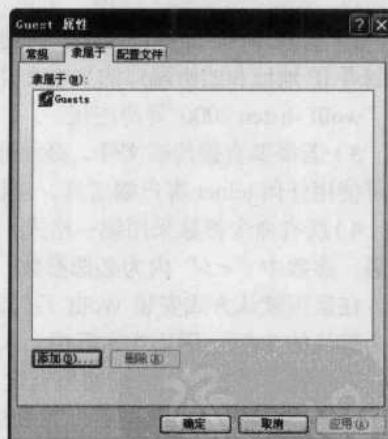 Guest 属性
常规 隶属于 配置文件
隶属于(M):
Guests
添加(D)... 删除(R)
确定 取消 应用(A)